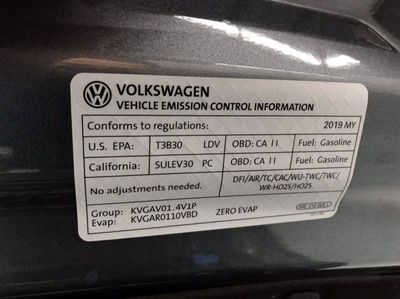 VOLKSWAGEN
VEHICLE EMISSION CONTROL INFORMATION
Conforms to regulations: 2019 MY
U.S. EPA: T3B30 LDV OBD: CA II Fuel: Gasoline
California: SULEV30 PC OBD: CA II Fuel: Gasoline
No adjustments needed. DFI/AIR/TC/CAC/WU-TWC/TWC/
WR-HO2S/HO2S
Group: KVGAV01.4V1P
Evap: KVGAR0110VBD ZERO EVAP